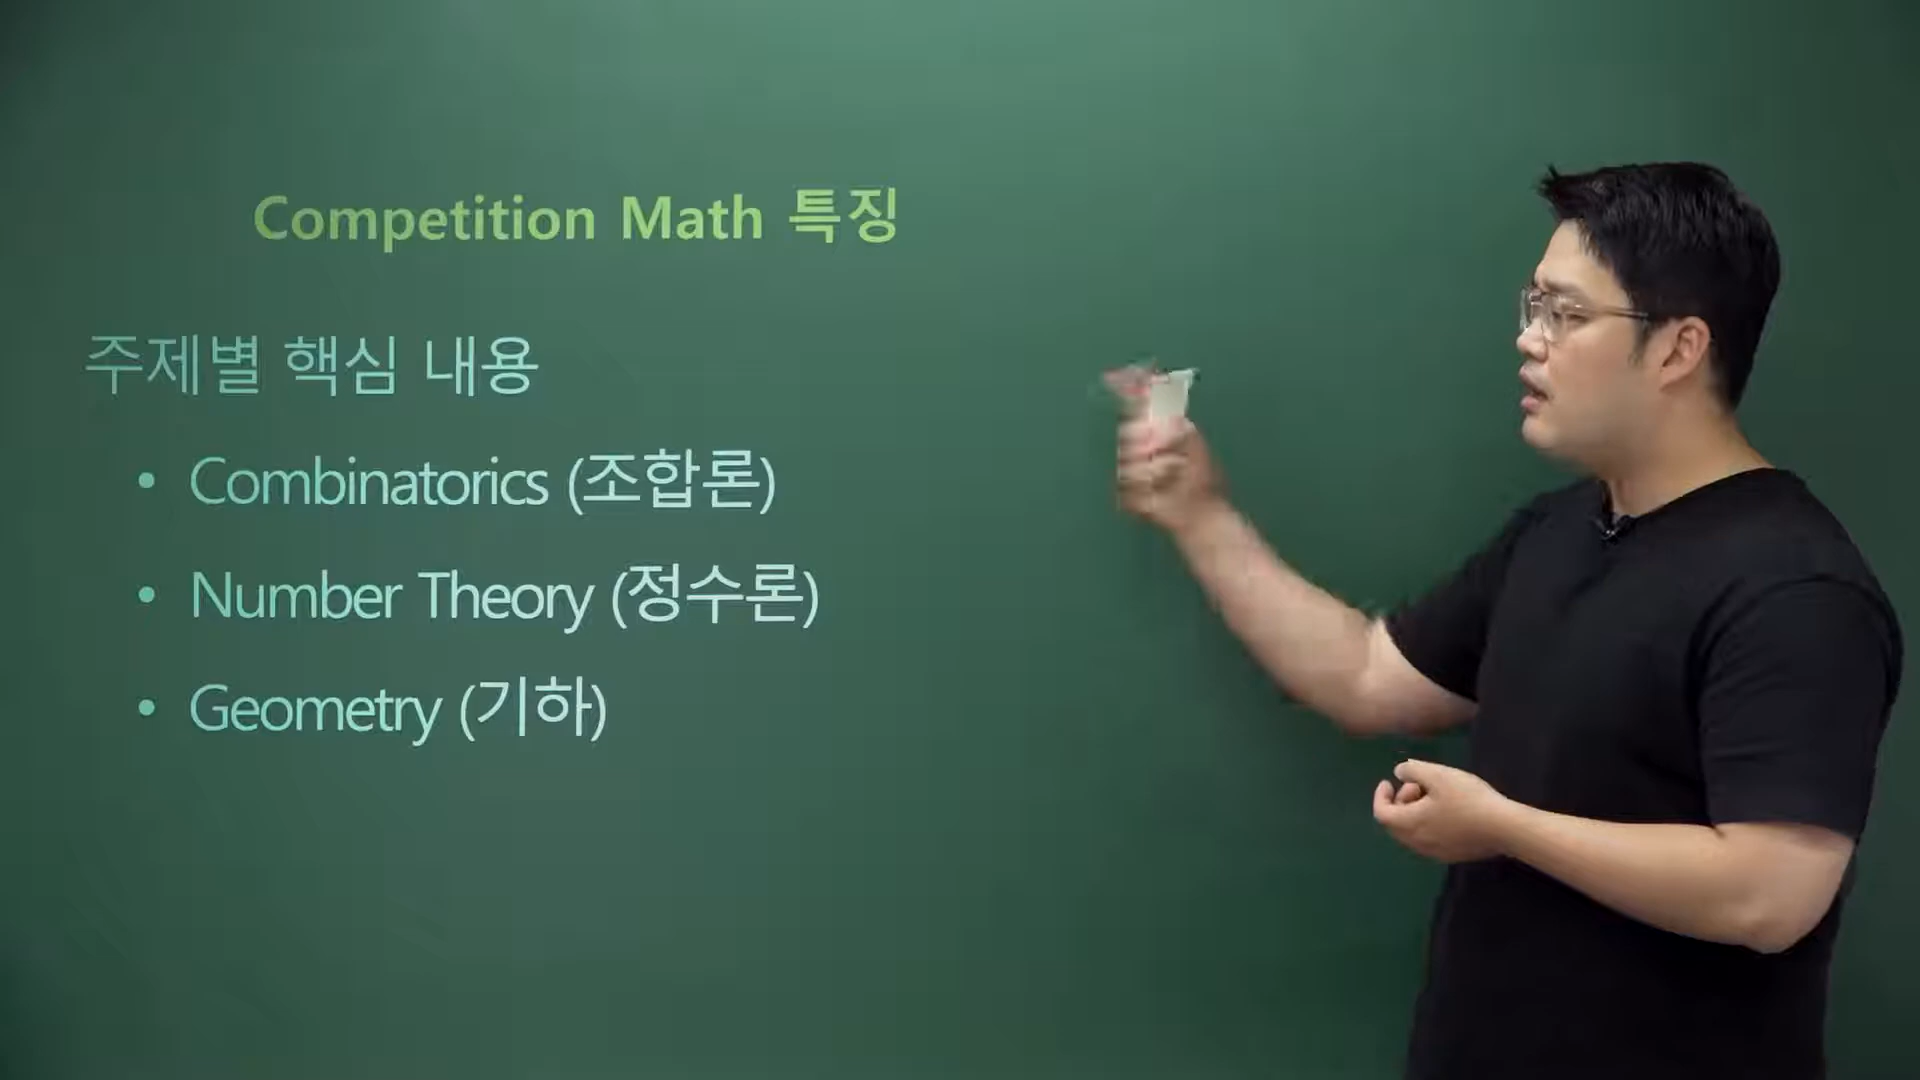 Competition Math 특징
주제별 핵심 내용
• Combinatorics (조합론)
• Number Theory (정수론)
• Geometry (기하)